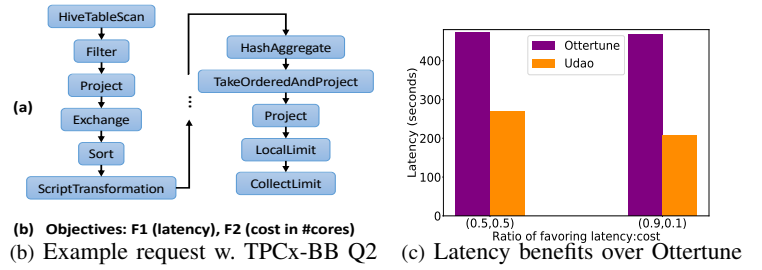 (a)
HiveTableScan
Filter
Project
Exchange
Sort
ScriptTransformation
...
HashAggregate
TakeOrderedAndProject
Project
LocalLimit
CollectLimit
(b) Objectives: F1 (latency), F2 (cost in #cores)
(b) Example request w. TPCx-BB Q2
Latency (seconds)
400
300
200
100
0
Ottertune
Udao
(0.5,0.5)
(0.9,0.1)
Ratio of favoring latency:cost
(c) Latency benefits over Ottertune